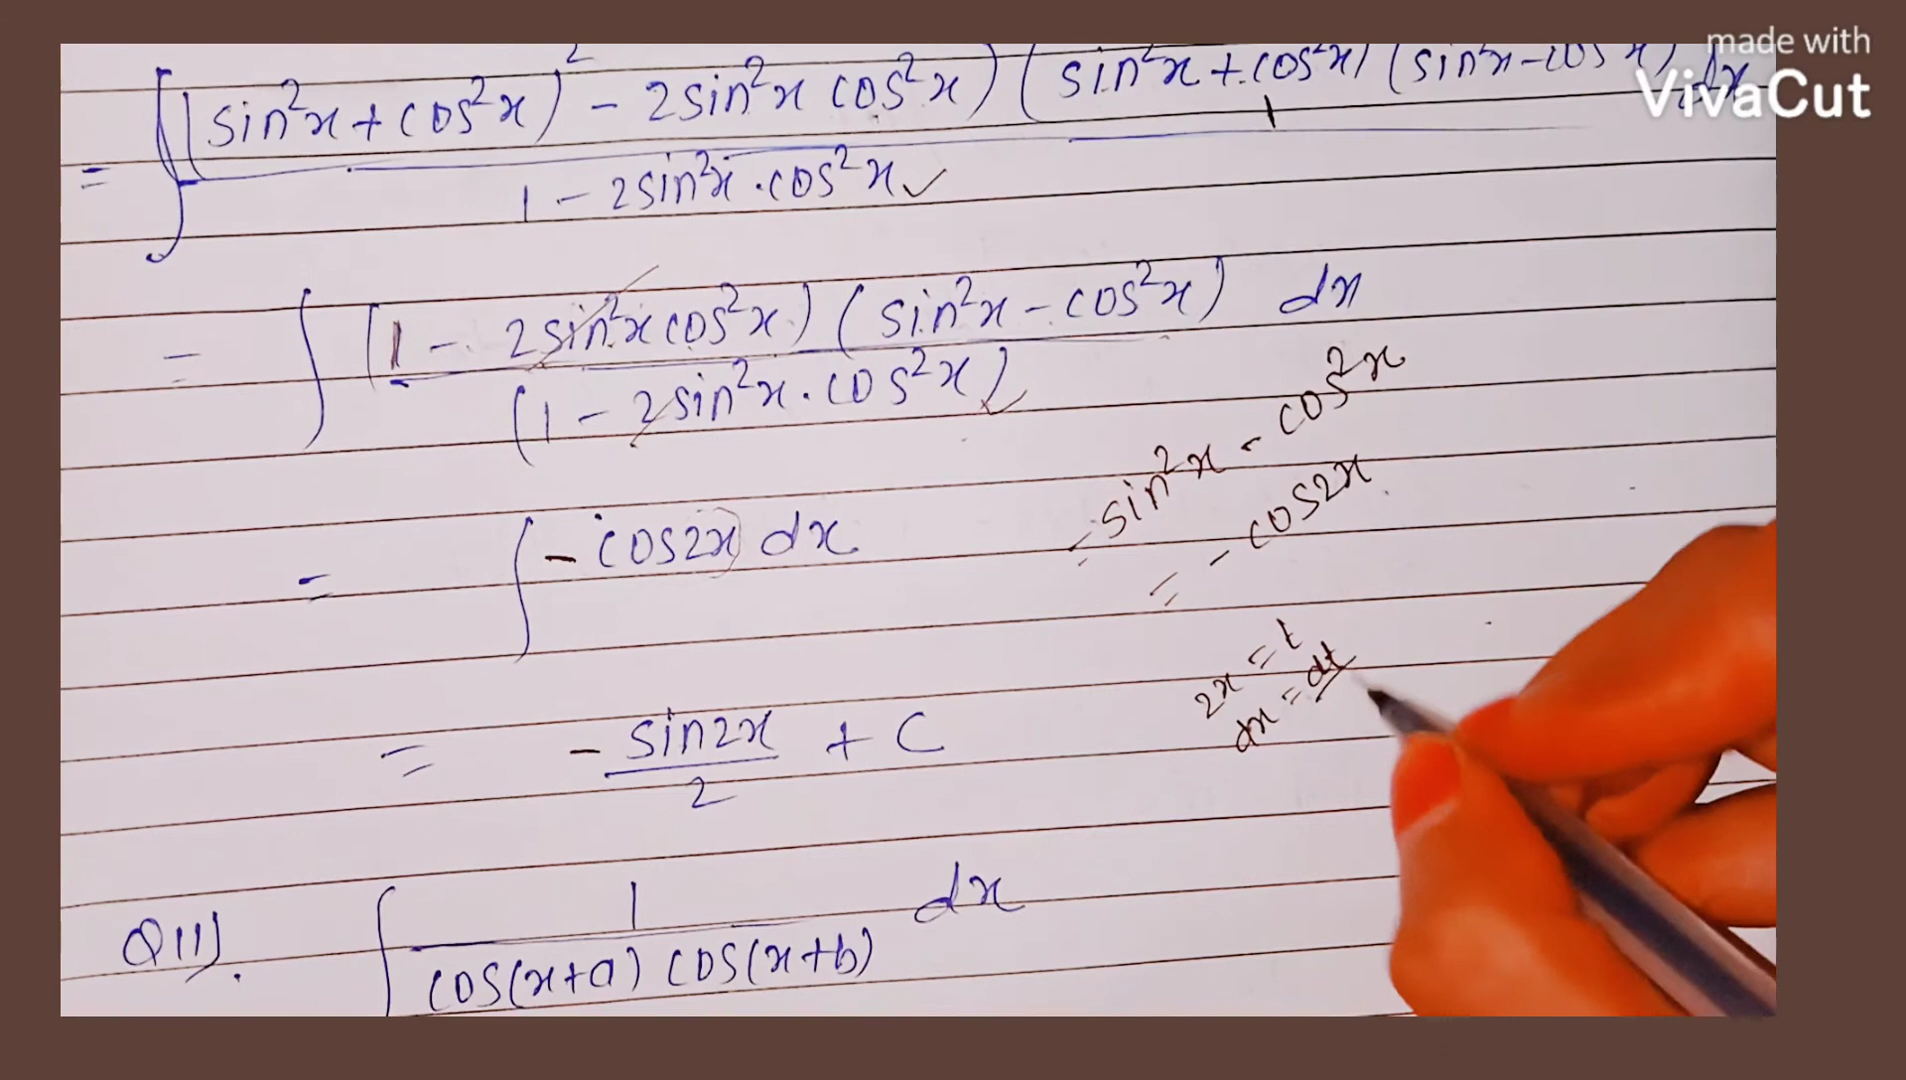 made with
VivaCut
= ∫ ((sin²x + cos²x)² - 2sin²x cos²x) (sin²x + cos²x) (sin²x - cos²x) dx
1 - 2sin²x . cos²x ✓
= ∫ (1 - 2sin²x cos²x) (sin²x - cos²x) dx
(1 - 2sin²x . cos²x)
= sin²x - cos²x
= - cos2x
= ∫ - cos2x dx
2x = t
dx = dt
= - sin2x / 2 + C
Q11). ∫ 1 / cos(x+a) cos(x+b) dx